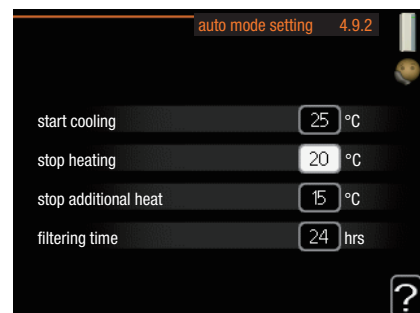 auto mode setting 4.9.2
start cooling 25 °C
stop heating 20 °C
stop additional heat 15 °C
filtering time 24 hrs
?